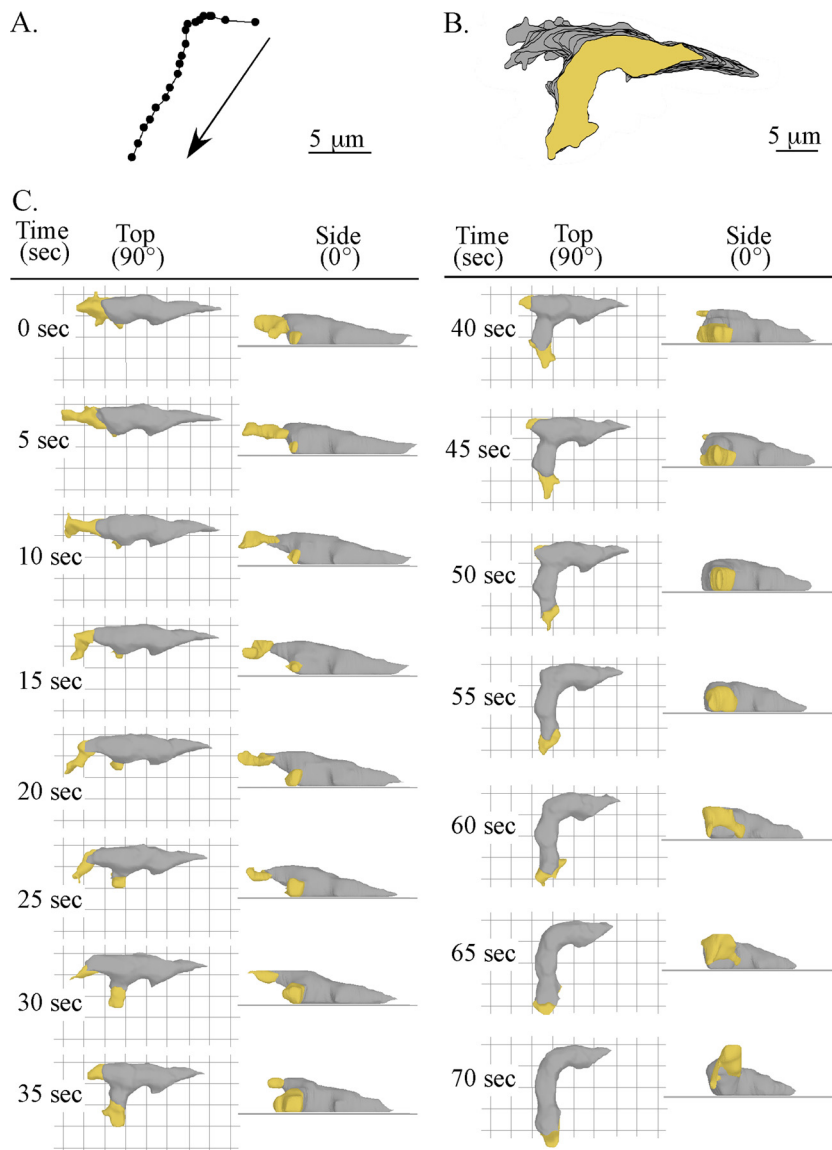 A.
5 µm
B.
5 µm
C.
Time
(sec)
Top
(90°)
Side
(0°)
0 sec
5 sec
10 sec
15 sec
20 sec
25 sec
30 sec
35 sec
Time
(sec)
Top
(90°)
Side
(0°)
40 sec
45 sec
50 sec
55 sec
60 sec
65 sec
70 sec